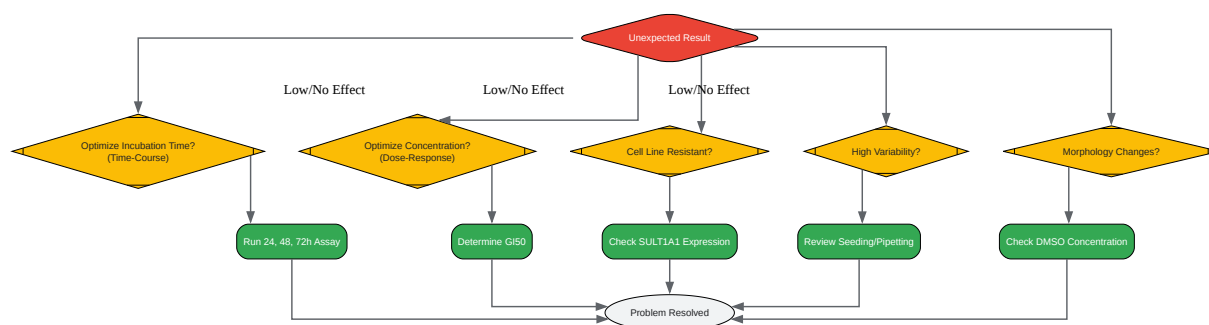 Unexpected Result
Low/No Effect
Low/No Effect
Low/No Effect
Optimize Incubation Time?
(Time-Course)
Optimize Concentration?
(Dose-Response)
Cell Line Resistant?
High Variability?
Morphology Changes?
Run 24, 48, 72h Assay
Determine GI50
Check SULT1A1 Expression
Review Seeding/Pipetting
Check DMSO Concentration
Problem Resolved